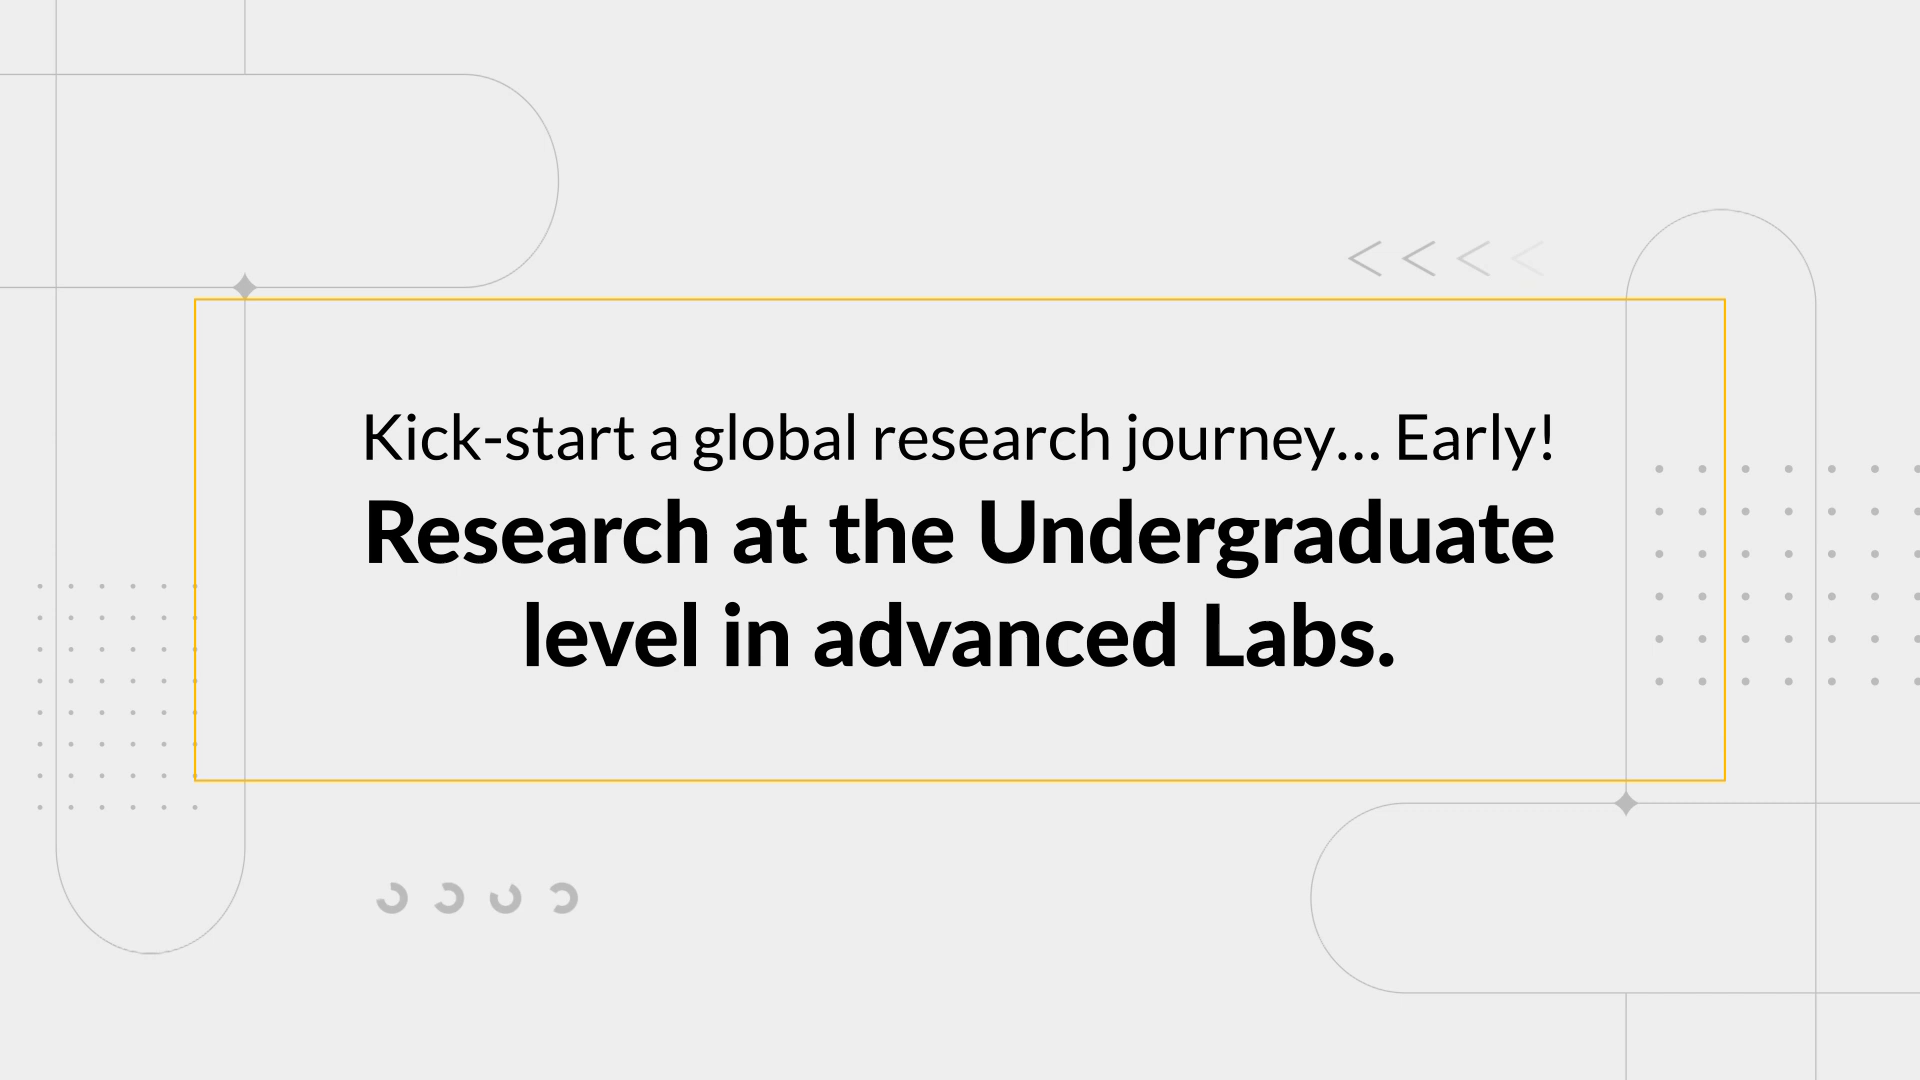 Kick-start a global research journey... Early!
Research at the Undergraduate
level in advanced Labs.